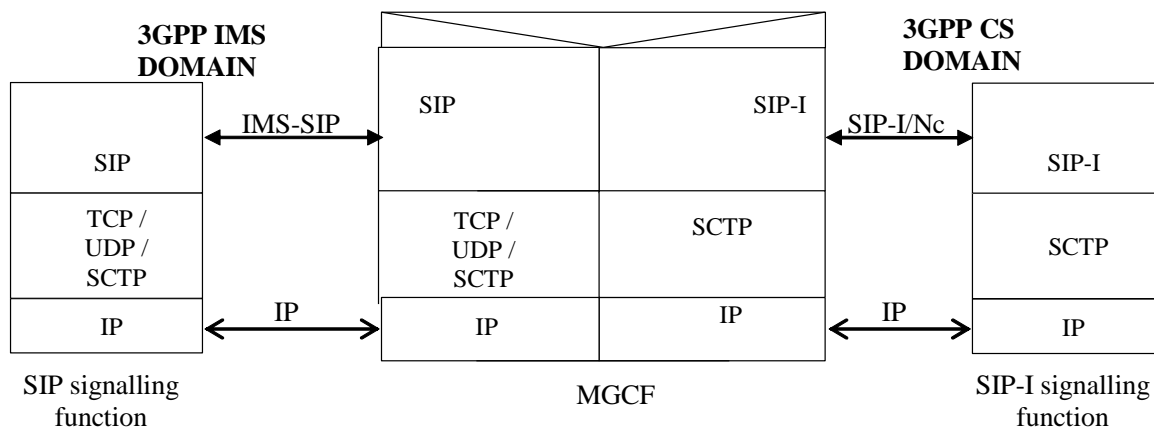 3GPP IMS
DOMAIN
3GPP CS
DOMAIN
SIP
IMS-SIP
SIP
SIP-I
SIP-I/Nc
SIP-I
TCP /
UDP /
SCTP
TCP /
UDP /
SCTP
SCTP
SCTP
IP
IP
IP
IP
IP
IP
SIP signalling
function
MGCF
SIP-I signalling
function